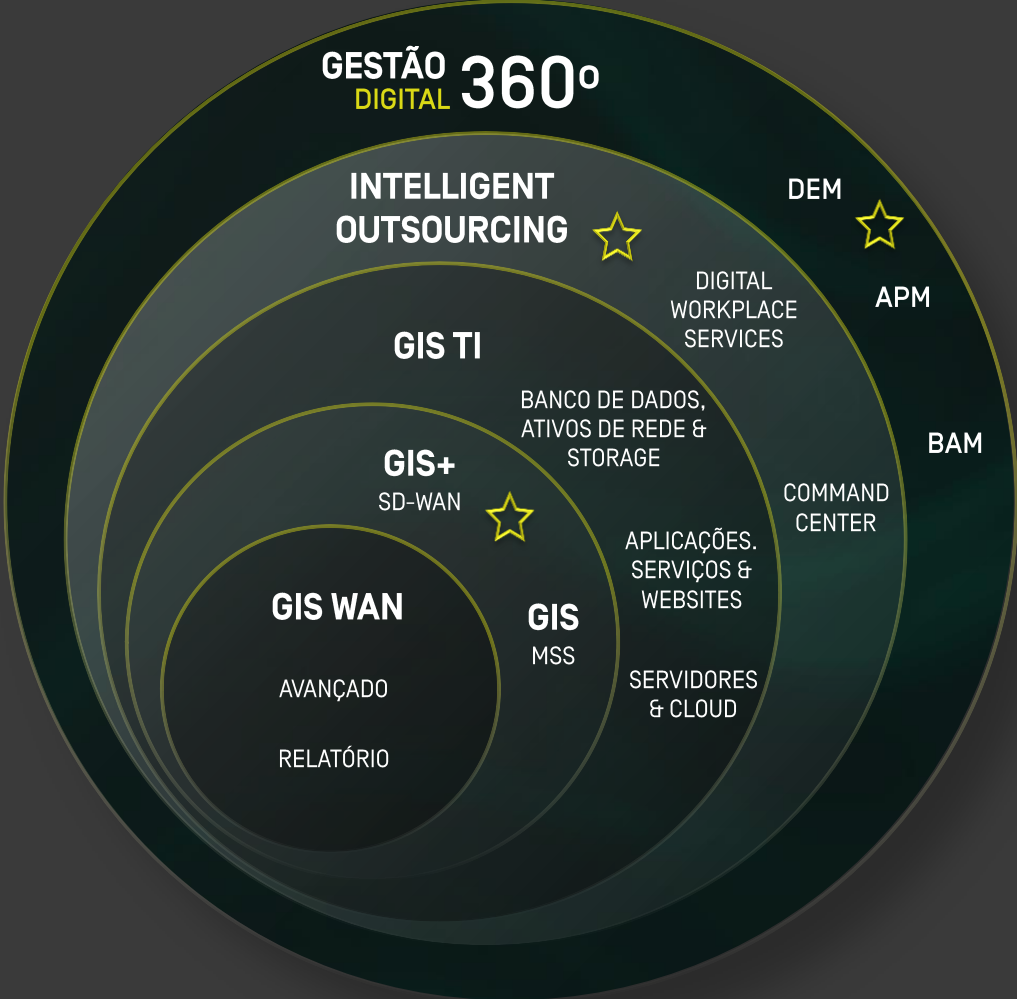 GESTÃO
DIGITAL
360º
INTELLIGENT
OUTSOURCING
DEM
APM
BAM
DIGITAL
WORKPLACE
SERVICES
COMMAND
CENTER
GIS TI
BANCO DE DADOS,
ATIVOS DE REDE &
STORAGE
APLICAÇÕES.
SERVIÇOS &
WEBSITES
SERVIDORES
& CLOUD
GIS+
SD-WAN
GIS
MSS
GIS WAN
AVANÇADO
RELATÓRIO